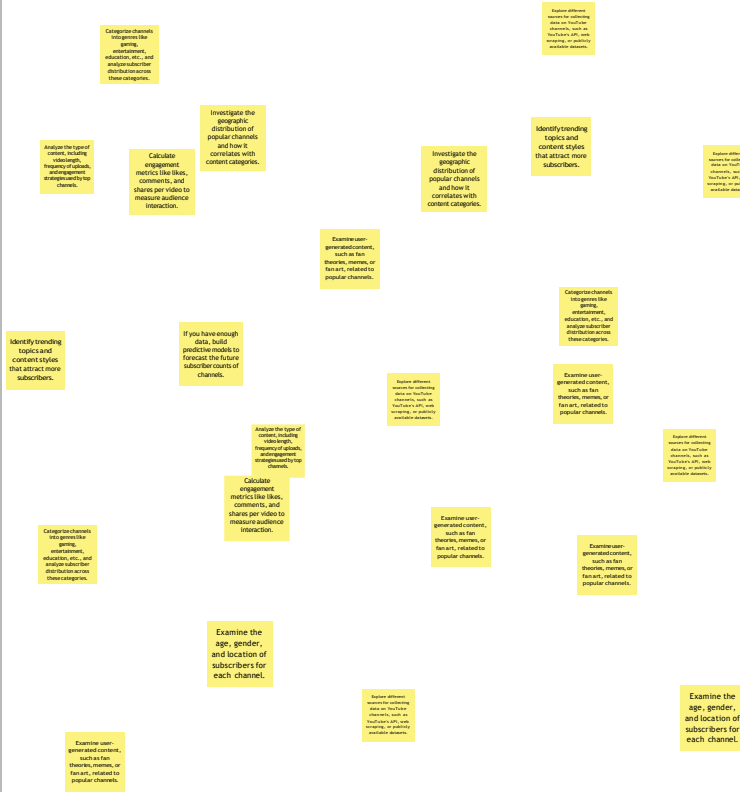 Explore different
sources for collecting
data on YouTube
channels, such as
YouTube's API, web
scraping, or publicly
available datasets.
Categorize channels
into genres like
gaming,
entertainment,
education, etc., and
analyze subscriber
distribution across
these categories.
Investigate the
geographic
distribution of
popular channels
and how it
correlates with
content categories.
Identify trending
topics and
content styles
that attract more
subscribers.
Analyze the type of
content, including
video length,
frequency of uploads,
and engagement
strategies used by top
channels.
Calculate
engagement
metrics like likes,
comments, and
shares per video to
measure audience
interaction.
Investigate the
geographic
distribution of
popular channels
and how it
correlates with
content categories.
Explore
sources for
data on
channels,
YouTube's API,
scraping, or
available
Examine user-
generated content,
such as fan
theories, memes, or
fan art, related to
popular channels.
Categorize channels
into genres like
gaming,
entertainment,
education, etc., and
analyze subscriber
distribution across
these categories.
Identify trending
topics and
content styles
that attract more
subscribers.
If you have enough
data, build
predictive models to
forecast the future
subscriber counts of
channels.
Examine user-
generated content,
such as fan
theories, memes, or
fan art, related to
popular channels.
Explore different
sources for collecting
data on YouTube
channels, such as
YouTube's API, web
scraping, or publicly
available datasets.
Analyze the type of
content, including
video length,
frequency of uploads,
and engagement
strategies used by top
channels.
Explore different
sources for collecting
data on YouTube
channels, such as
YouTube's API, web
scraping, or publicly
available datasets.
Calculate
engagement
metrics like likes,
comments, and
shares per video to
measure audience
interaction.
Examine user-
generated content,
such as fan
theories, memes, or
fan art, related to
popular channels.
Categorize channels
into genres like
gaming,
entertainment,
education, etc., and
analyze subscriber
distribution across
these categories.
Examine user-
generated content,
such as fan
theories, memes, or
fan art, related to
popular channels.
Examine the
age, gender,
and location of
subscribers for
each channel.
Explore different
sources for collecting
data on YouTube
channels, such as
YouTube's API, web
scraping, or publicly
available datasets.
Examine the
age, gender,
and location of
subscribers for
each channel.
Examine user-
generated content,
such as fan
theories, memes, or
fan art, related to
popular channels.